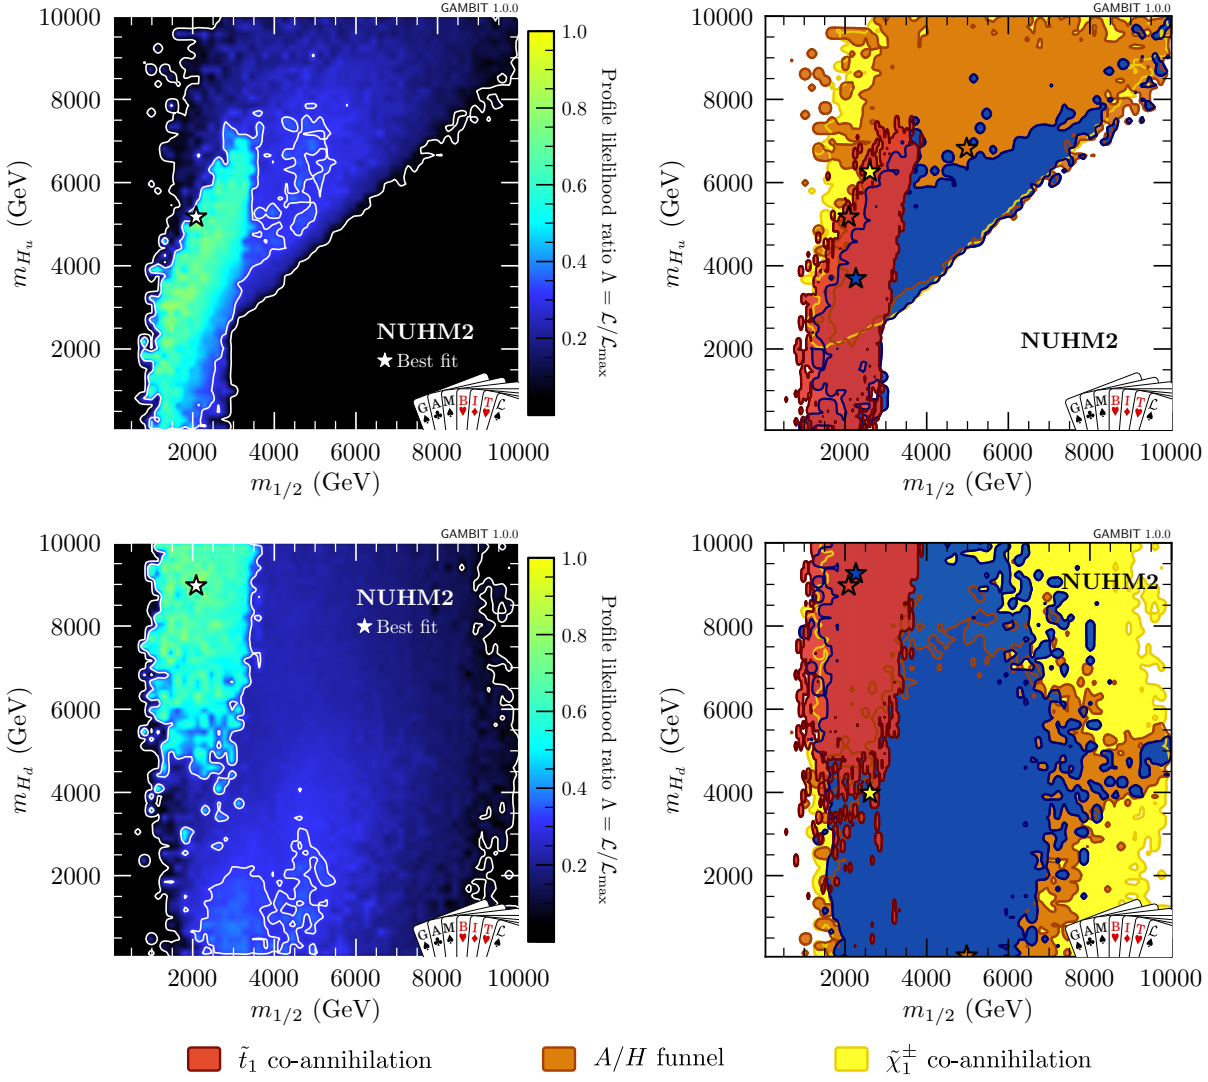 GAMBIT 1.0.0
10000
8000
6000
4000
2000
m_{H_u} (GeV)
NUHM2
Best fit
G A M B I T L
2000 4000 6000 8000 10000
m_{1/2} (GeV)
1.0
0.8
0.6
0.4
0.2
Profile likelihood ratio Λ = ℒ/ℒ_max
GAMBIT 1.0.0
10000
8000
6000
4000
2000
m_{H_u} (GeV)
NUHM2
G A M B I T L
2000 4000 6000 8000 10000
m_{1/2} (GeV)
GAMBIT 1.0.0
10000
8000
6000
4000
2000
m_{H_d} (GeV)
NUHM2
Best fit
G A M B I T L
2000 4000 6000 8000 10000
m_{1/2} (GeV)
1.0
0.8
0.6
0.4
0.2
Profile likelihood ratio Λ = ℒ/ℒ_max
GAMBIT 1.0.0
10000
8000
6000
4000
2000
m_{H_d} (GeV)
NUHM2
G A M B I T L
2000 4000 6000 8000 10000
m_{1/2} (GeV)
t̃₁ co-annihilation A/H funnel χ̃₁^± co-annihilation